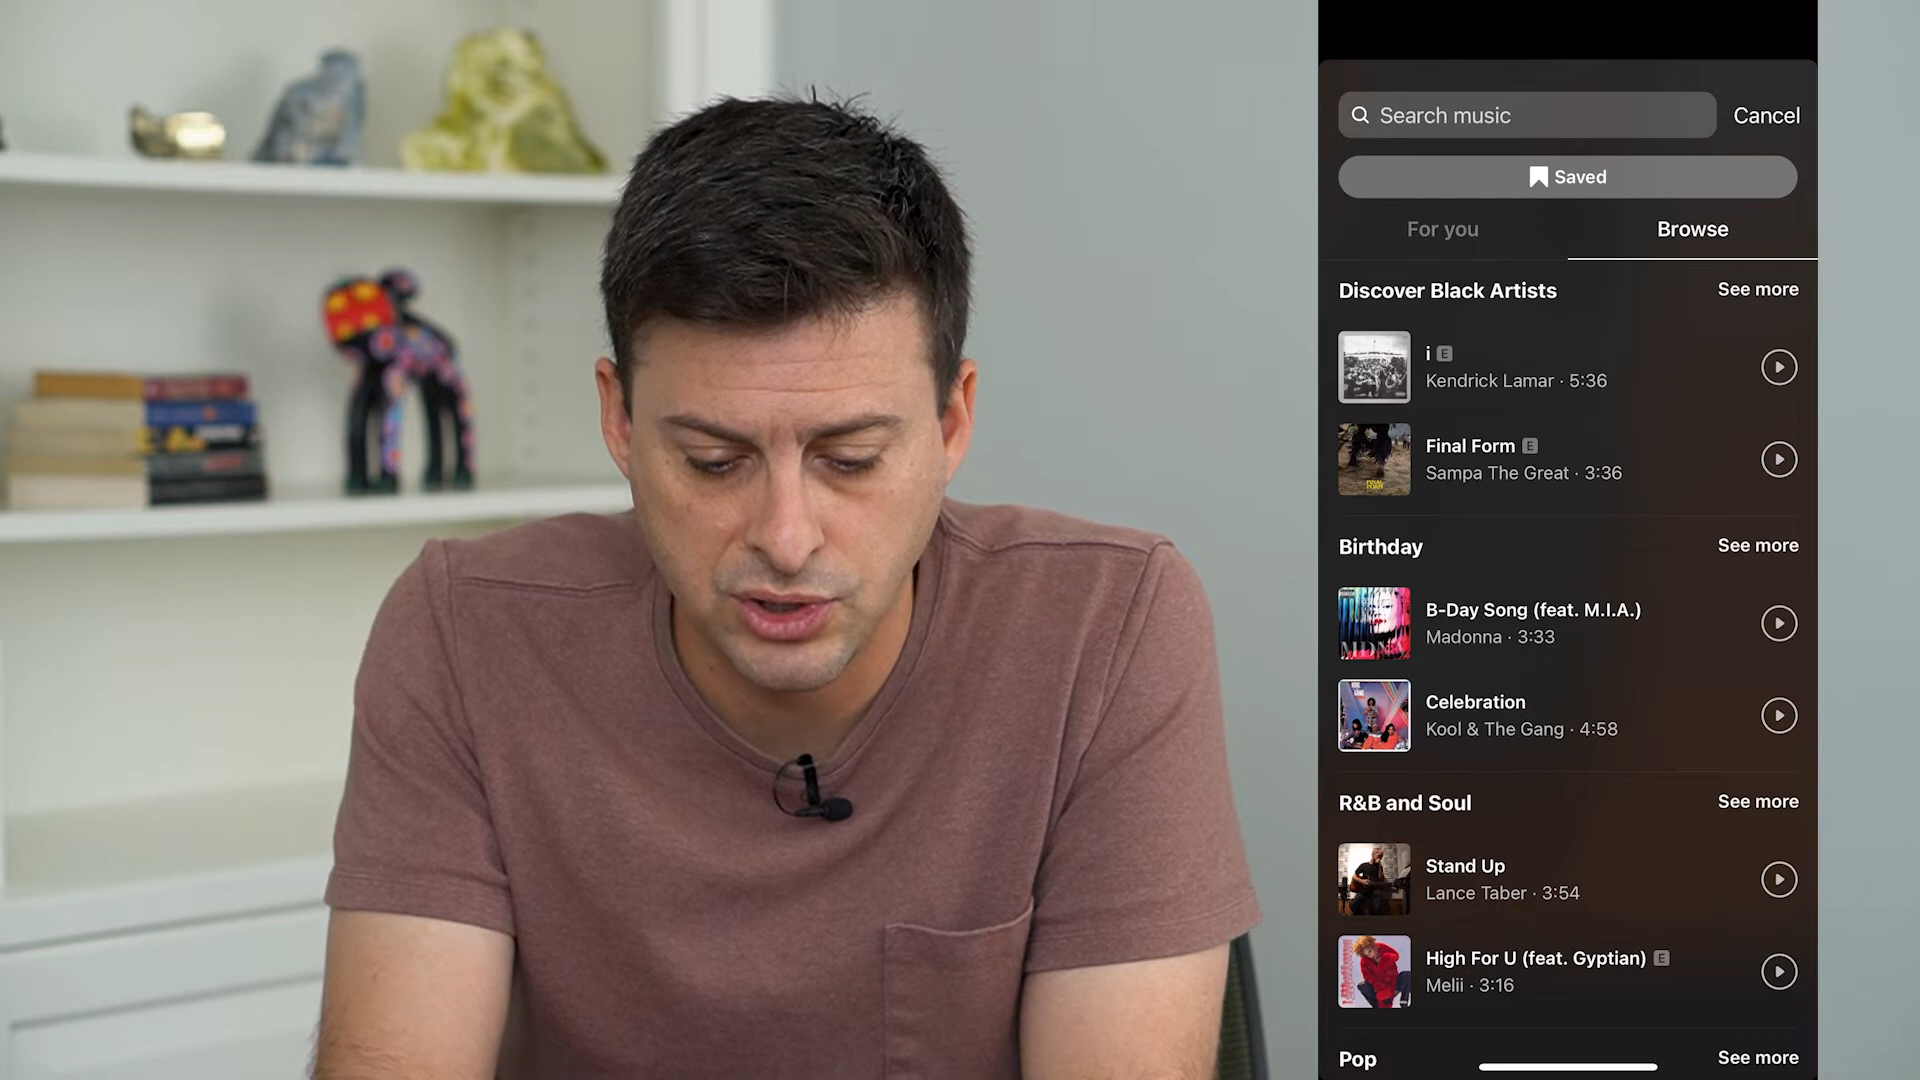 Search music
Cancel
Saved
For you
Browse
Discover Black Artists
See more
i E
Kendrick Lamar · 5:36
Final Form E
Sampa The Great · 3:36
FINAL
FORM
Birthday
See more
B-Day Song (feat. M.I.A.)
Madonna · 3:33
MDNA
Celebration
Kool & The Gang · 4:58
R&B and Soul
See more
Stand Up
Lance Taber · 3:54
High For U (feat. Gyptian) E
Melii · 3:16
Pop
See more